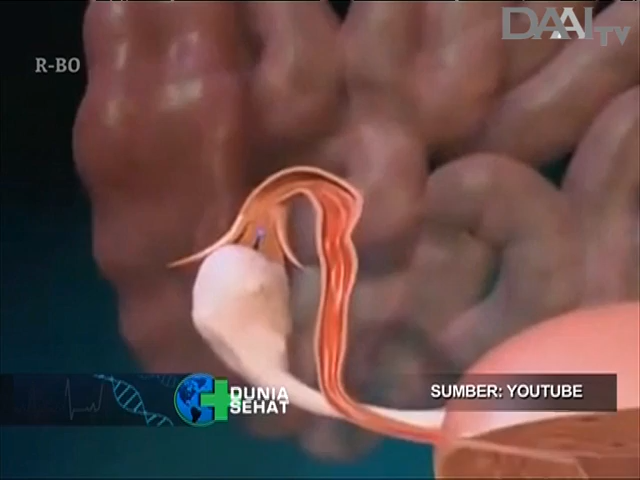 DAAI TV
R-BO
DUNIA
SEHAT
SUMBER: YOUTUBE